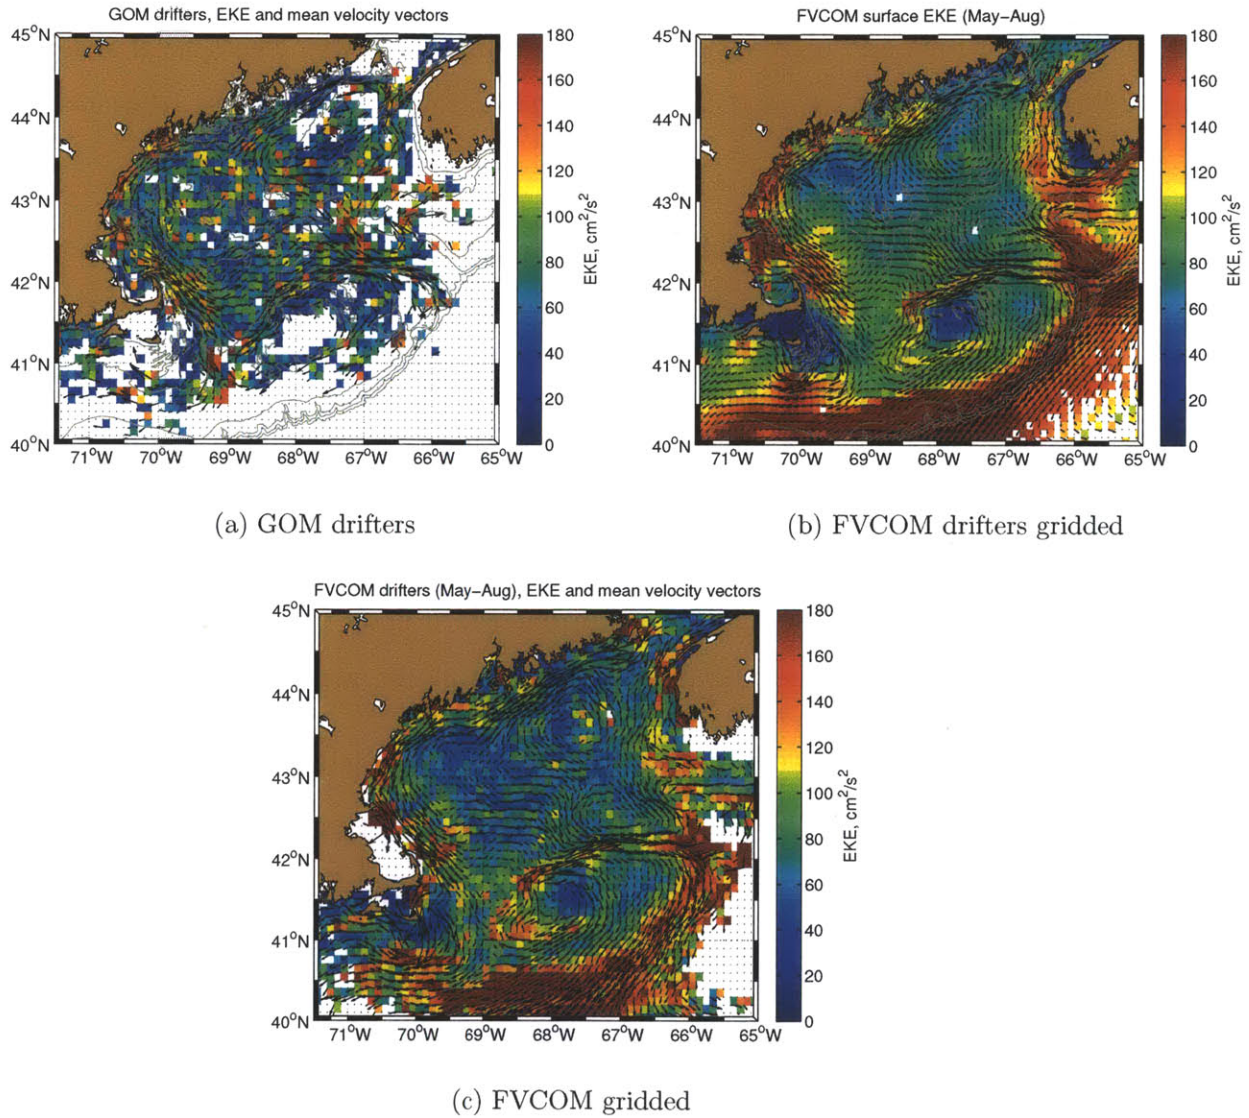 GOM drifters, EKE and mean velocity vectors
45°N
44°N
43°N
42°N
41°N
40°N
71°W 70°W 69°W 68°W 67°W 66°W 65°W
180
160
140
120
100
80
60
40
20
0
EKE, cm²/s²
(a) GOM drifters
FVCOM surface EKE (May–Aug)
45°N
44°N
43°N
42°N
41°N
40°N
71°W 70°W 69°W 68°W 67°W 66°W 65°W
180
160
140
120
100
80
60
40
20
0
EKE, cm²/s²
(b) FVCOM drifters gridded
FVCOM drifters (May–Aug), EKE and mean velocity vectors
45°N
44°N
43°N
42°N
41°N
40°N
71°W 70°W 69°W 68°W 67°W 66°W 65°W
180
160
140
120
100
80
60
40
20
0
EKE, cm²/s²
(c) FVCOM gridded